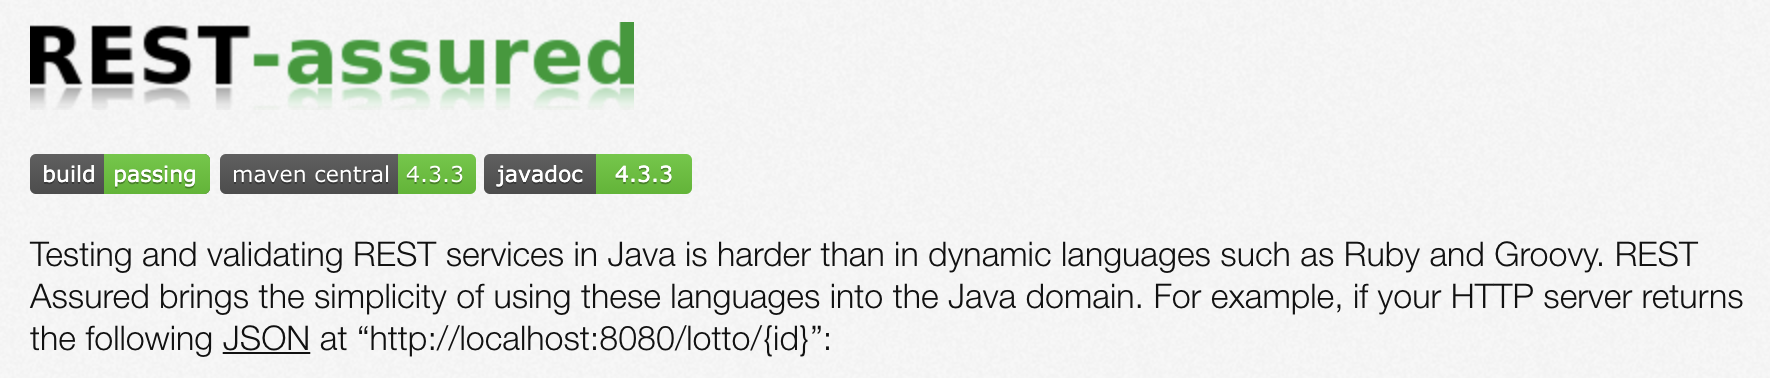 REST-assured
build passing maven central 4.3.3 javadoc 4.3.3
Testing and validating REST services in Java is harder than in dynamic languages such as Ruby and Groovy. REST
Assured brings the simplicity of using these languages into the Java domain. For example, if your HTTP server returns
the following JSON at “http://localhost:8080/lotto/{id}”: